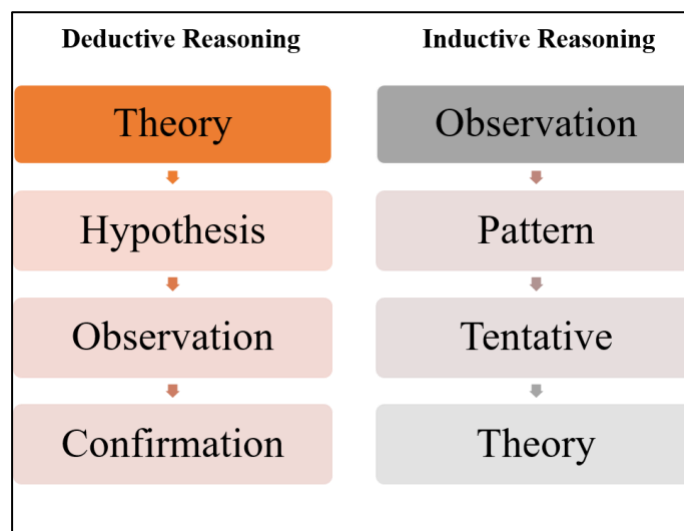 Deductive Reasoning
Theory
Hypothesis
Observation
Confirmation
Inductive Reasoning
Observation
Pattern
Tentative
Theory